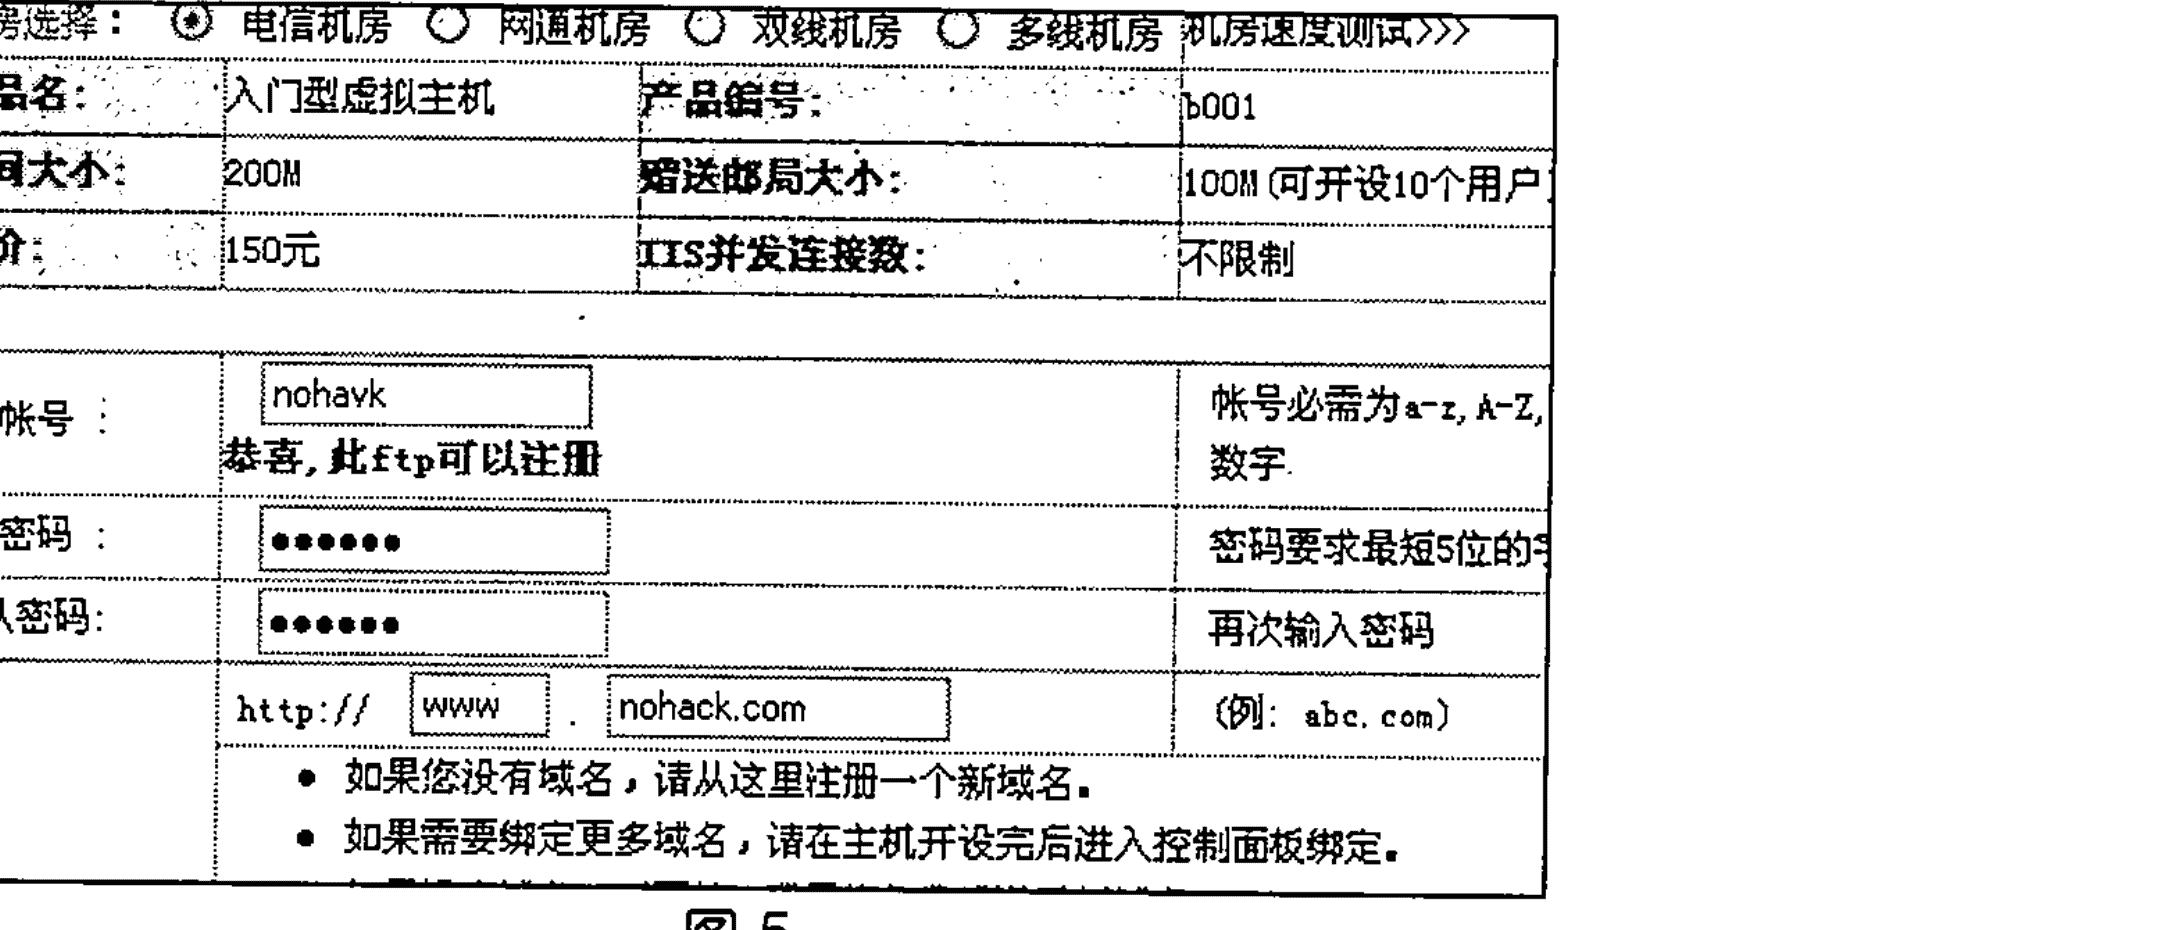 房选择： 电信机房 网通机房 双线机房 多线机房 机房速度测试>>>
品名： 入门型虚拟主机 产品编号： b001
间大小： 200M 赠送邮局大小： 100M(可开设10个用户)
价： 150元 IIS并发连接数： 不限制
帐号 ： nohavk 帐号必需为a-z,A-Z,
恭喜,此ftp可以注册 数字.
密码 ： ●●●●●● 密码要求最短5位的
密码： ●●●●●● 再次输入密码
http:// www . nohack.com (例: abc.com)
● 如果您没有域名，请从这里注册一个新域名。
● 如果需要绑定更多域名，请在主机开设完后进入控制面板绑定。
图 5